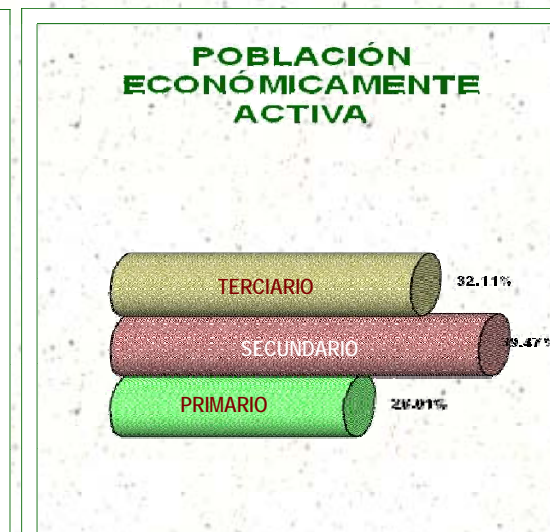 POBLACIÓN
ECONÓMICAMENTE
ACTIVA
TERCIARIO
32.11%
SECUNDARIO
PRIMARIO